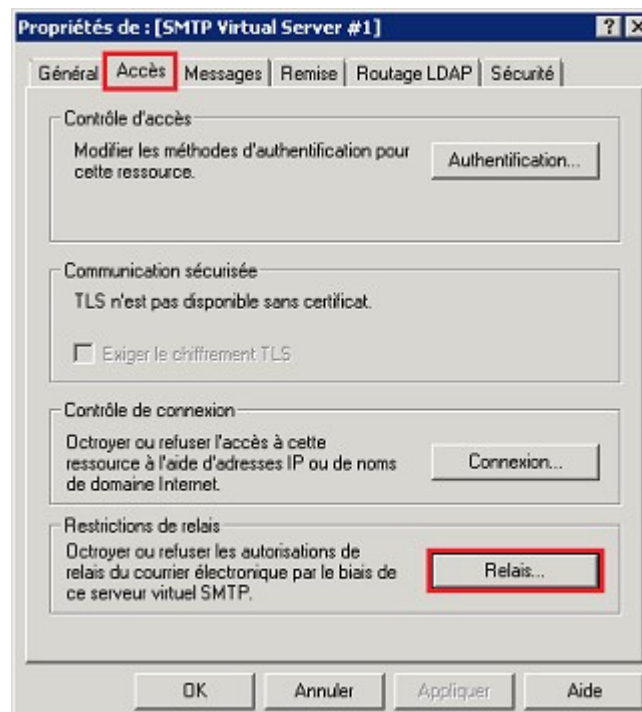 Propriétés de : [SMTP Virtual Server #1]
Général Accès Messages Remise Routage LDAP Sécurité
Contrôle d'accès
Modifier les méthodes d'authentification pour
cette ressource.
Authentification...
Communication sécurisée
TLS n'est pas disponible sans certificat.
Exiger le chiffrement TLS
Contrôle de connexion
Octroyer ou refuser l'accès à cette
ressource à l'aide d'adresses IP ou de noms
de domaine Internet.
Connexion...
Restrictions de relais
Octroyer ou refuser les autorisations de
relais du courrier électronique par le biais de
ce serveur virtuel SMTP.
Relais...
OK Annuler Appliquer Aide